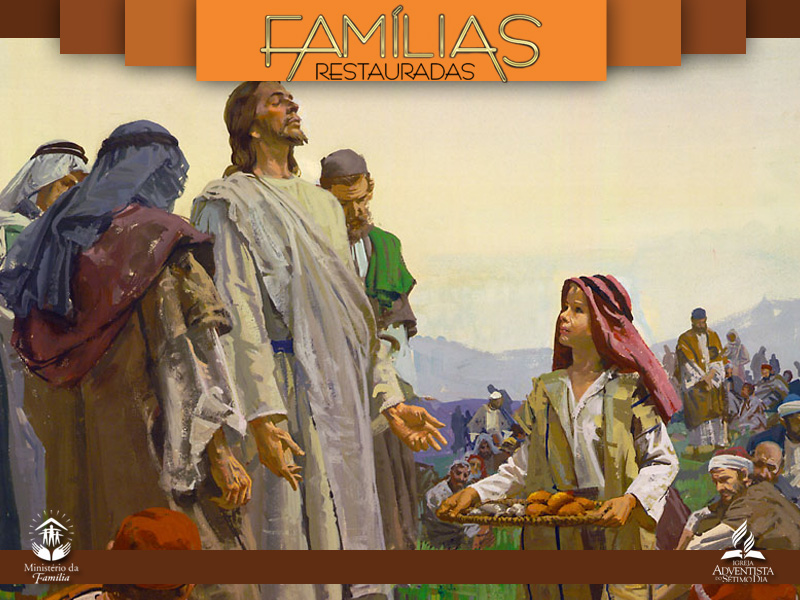 FAMÍLIAS
RESTAURADAS
Ministério da
Família
IGREJA
ADVENTISTA
DO SÉTIMO DIA